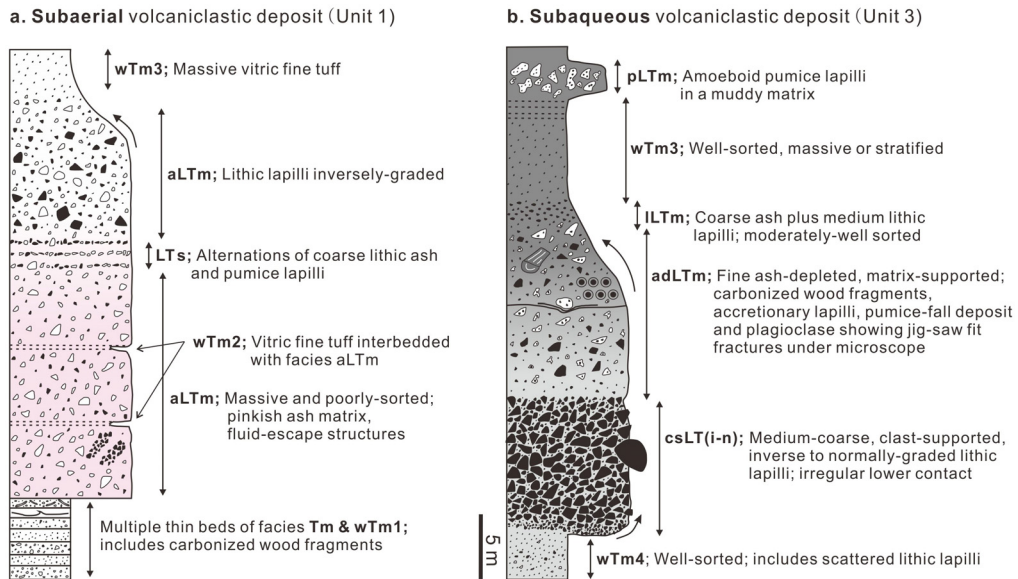 a. Subaerial volcaniclastic deposit (Unit 1)
wTm3; Massive vitric fine tuff
aLTm; Lithic lapilli inversely-graded
LTs; Alternations of coarse lithic ash
and pumice lapilli
wTm2; Vitric fine tuff interbedded
with facies aLTm
aLTm; Massive and poorly-sorted;
pinkish ash matrix,
fluid-escape structures
Multiple thin beds of facies Tm & wTm1;
includes carbonized wood fragments
b. Subaqueous volcaniclastic deposit (Unit 3)
pLTm; Amoeboid pumice lapilli
in a muddy matrix
wTm3; Well-sorted, massive or stratified
lLTm; Coarse ash plus medium lithic
lapilli; moderately-well sorted
adLTm; Fine ash-depleted, matrix-supported;
carbonized wood fragments,
accretionary lapilli, pumice-fall deposit
and plagioclase showing jig-saw fit
fractures under microscope
csLT(i-n); Medium-coarse, clast-supported,
inverse to normally-graded lithic
lapilli; irregular lower contact
wTm4; Well-sorted; includes scattered lithic lapilli
5 m